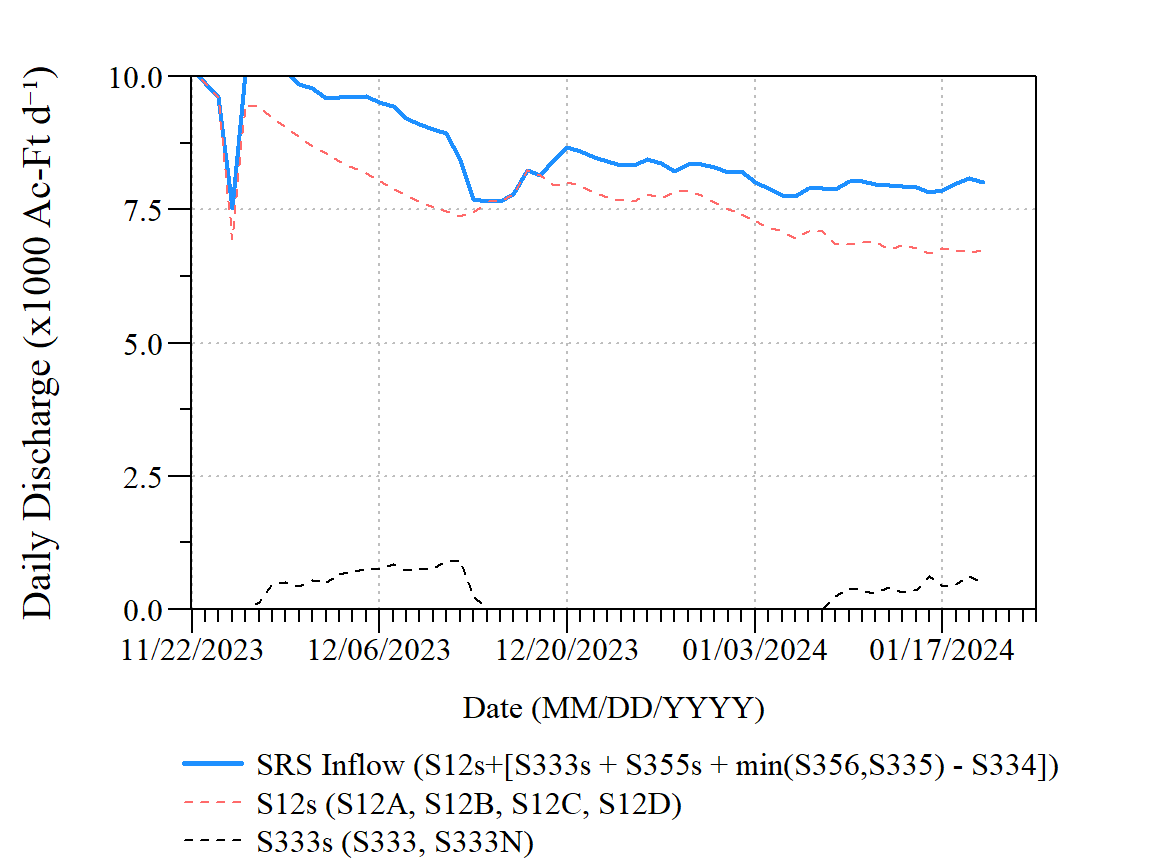 Daily Discharge (x1000 Ac-Ft d⁻¹)
10.0
7.5
5.0
2.5
0.0
11/22/2023 12/06/2023 12/20/2023 01/03/2024 01/17/2024
Date (MM/DD/YYYY)
SRS Inflow (S12s+[S333s + S355s + min(S356,S335) - S334])
S12s (S12A, S12B, S12C, S12D)
S333s (S333, S333N)